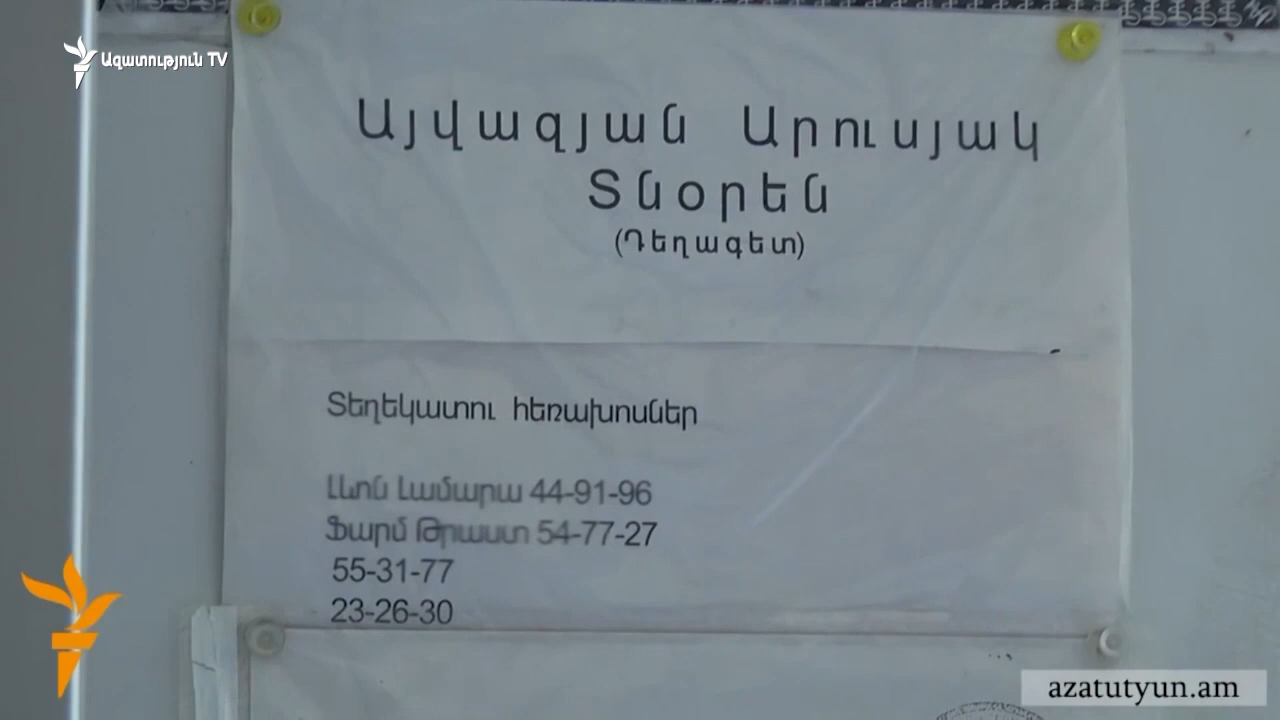 Ազատություն TV
Այվազյան Արուսյակ
Տնօրեն
(Դեղագետ)
Տեղեկատու հեռախոսներ
Լևոն Լամարա 44-91-96
Ֆարմ Թրաստ 54-77-27
55-31-77
23-26-30
azatutyun.am